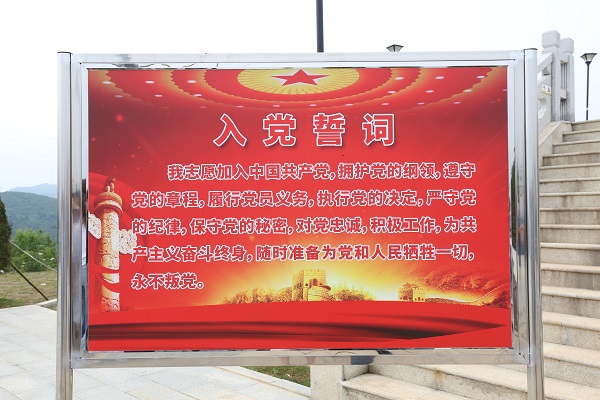 入党誓词
我志愿加入中国共产党，拥护党的纲领，遵守
党的章程，履行党员义务，执行党的决定，严守党
的纪律，保守党的秘密，对党忠诚，积极工作，为共
产主义奋斗终身，随时准备为党和人民牺牲一切，
永不叛党。